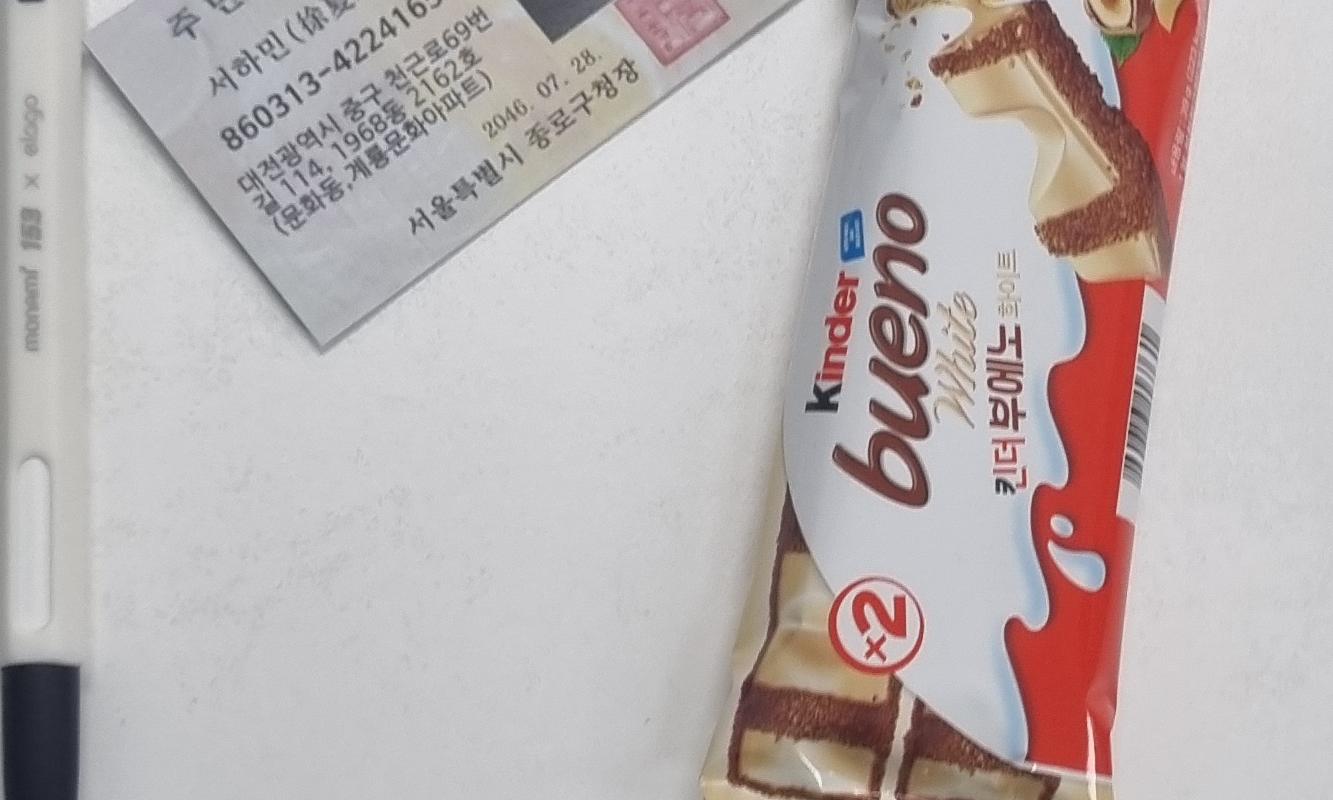 서하민(徐夏
860313-422416
대전광역시 중구 천근로69번
길 114, 1968동 2162호
(문화동,계룡문화아파트)
2046. 07. 28.
서울특별시 종로구청장
monami 153 x elago
Kinder
bueno
White
킨더 부에노 화이트
x2